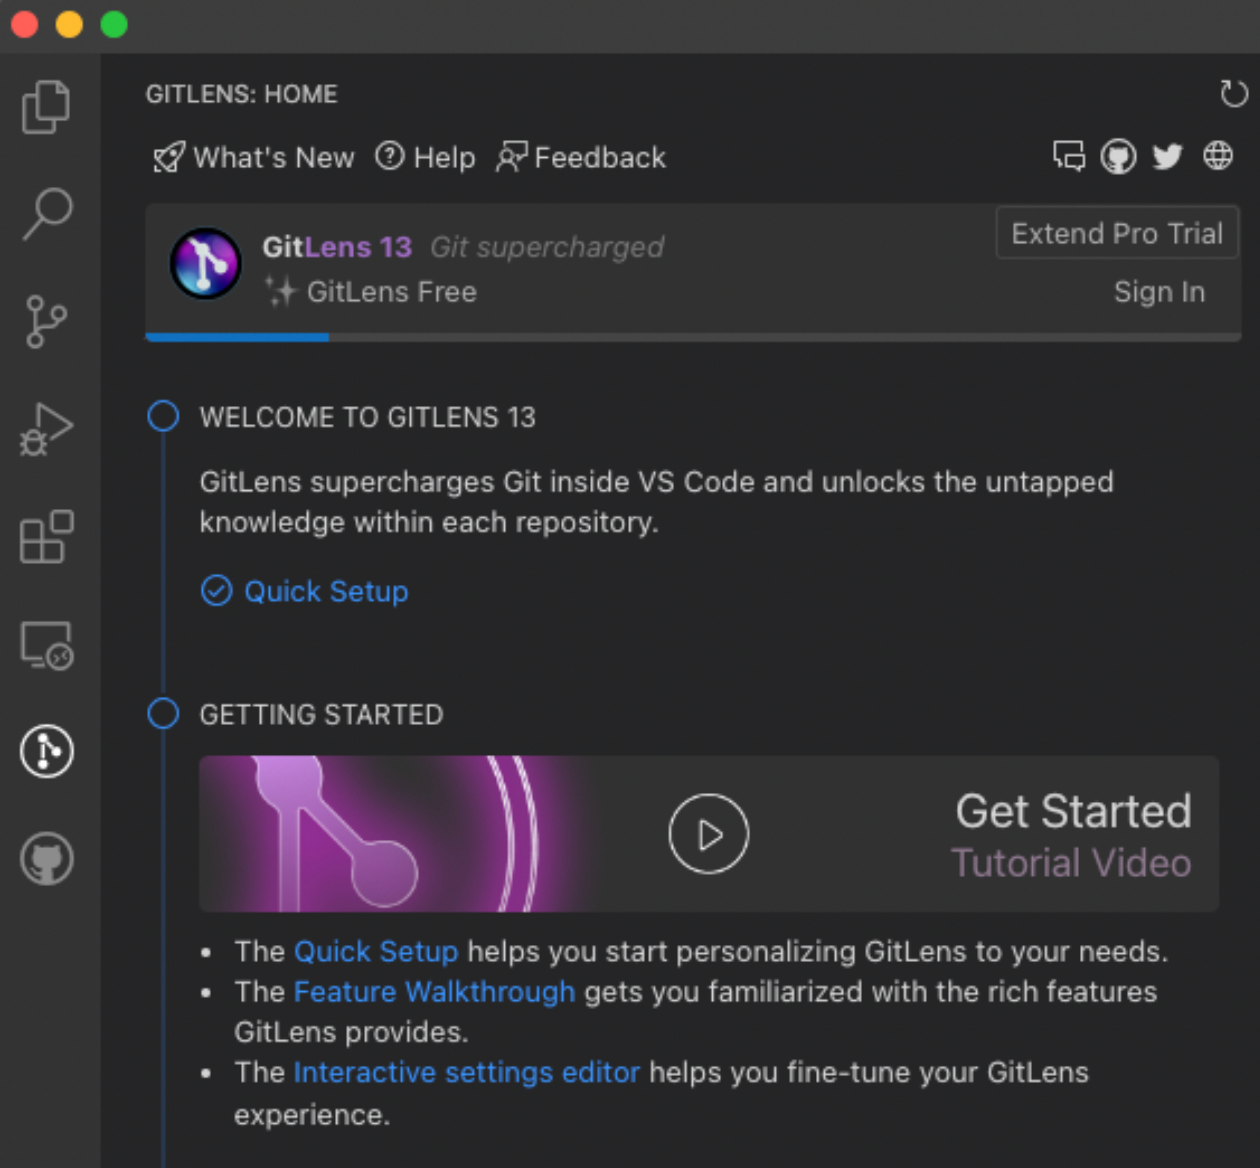 GITLENS: HOME
What's New Help Feedback
GitLens 13 Git supercharged
Extend Pro Trial
GitLens Free
Sign In
WELCOME TO GITLENS 13
GitLens supercharges Git inside VS Code and unlocks the untapped
knowledge within each repository.
Quick Setup
GETTING STARTED
Get Started
Tutorial Video
• The Quick Setup helps you start personalizing GitLens to your needs.
• The Feature Walkthrough gets you familiarized with the rich features
GitLens provides.
• The Interactive settings editor helps you fine-tune your GitLens
experience.